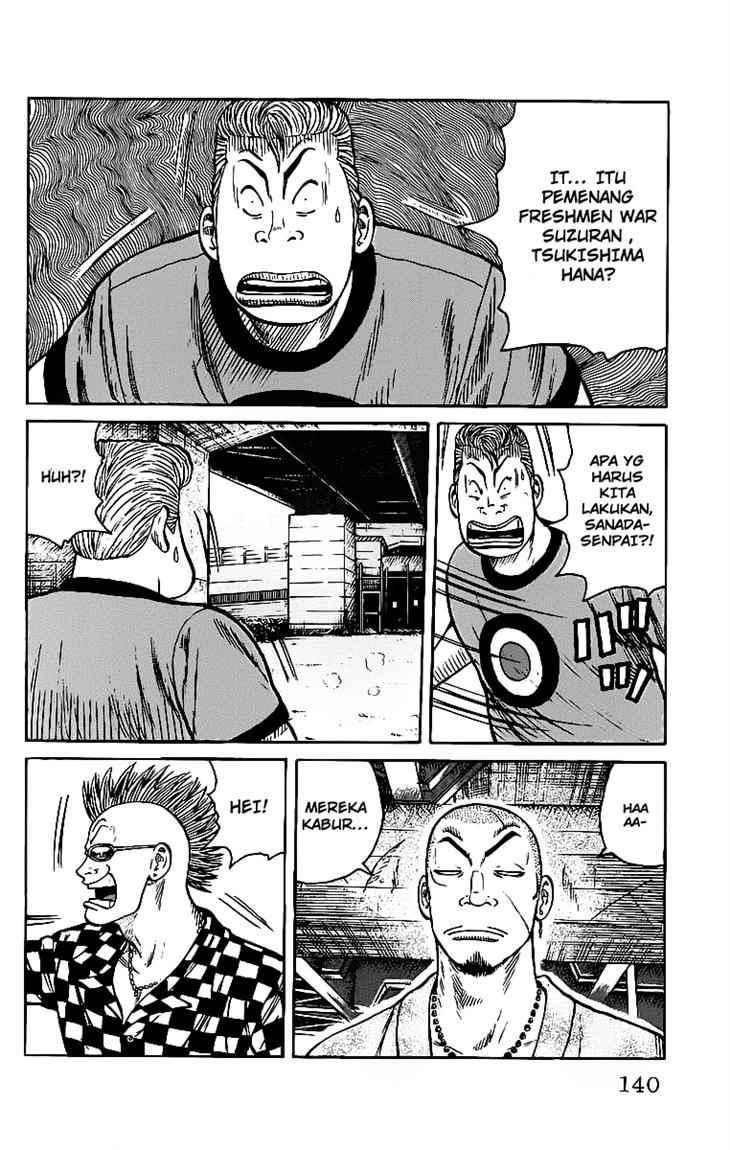 IT... ITU
PEMENANG
FRESHMEN WAR
SUZURAN ,
TSUKISHIMA
HANA?
APA YG
HARUS
KITA
LAKUKAN,
SANADA-
SENPAI?!
HUH?!
HAA
AA-
MEREKA
KABUR...
HEI!
140